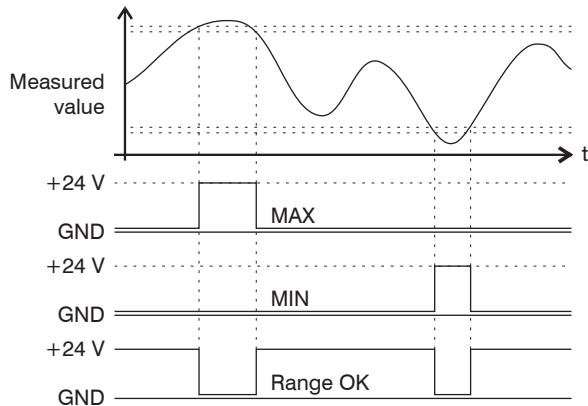 Measured
value
t
+24 V
MAX
GND
+24 V
MIN
GND
+24 V
Range OK
GND